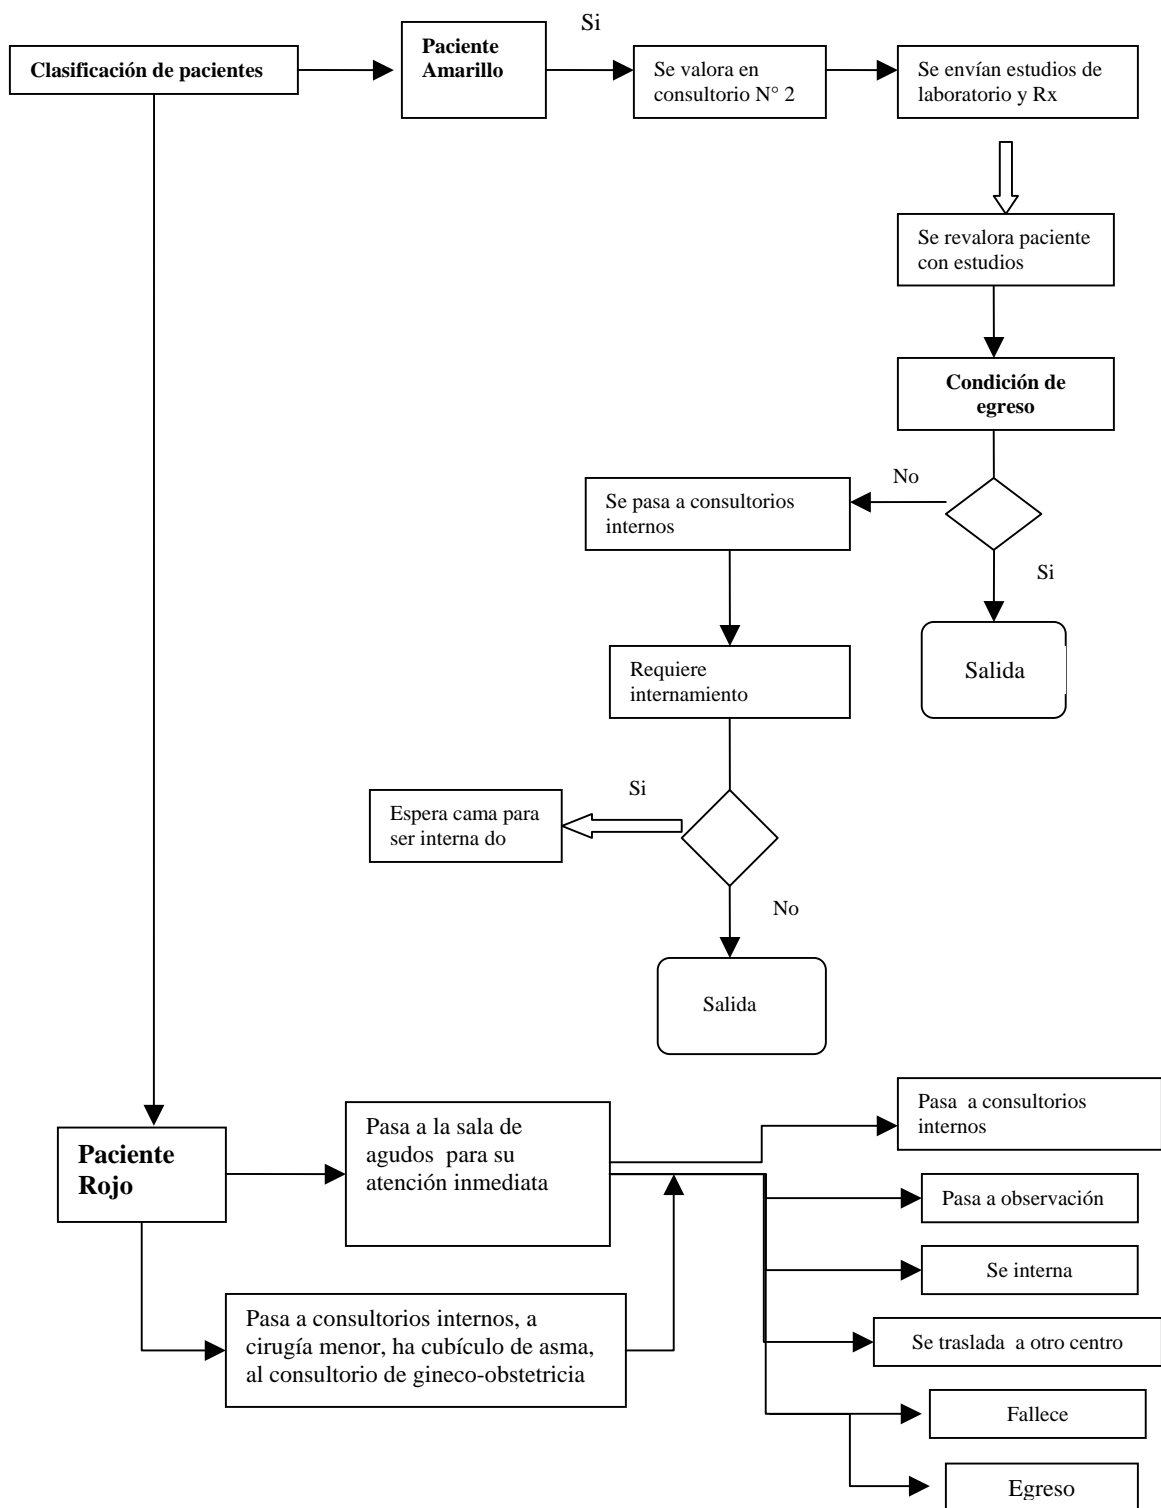 Si
Clasificación de pacientes
Paciente
Amarillo
Se valora en
consultorio N° 2
Se envían estudios de
laboratorio y Rx
Se revalora paciente
con estudios
Condición de
egreso
No
Se pasa a consultorios
internos
Si
Salida
Requiere
internamiento
Si
Espera cama para
ser interna do
No
Salida
Paciente
Rojo
Pasa a la sala de
agudos para su
atención inmediata
Pasa a consultorios
internos
Pasa a observación
Se interna
Pasa a consultorios internos, a
cirugía menor, ha cubículo de asma,
al consultorio de gineco-obstetricia
Se traslada a otro centro
Fallece
Egreso